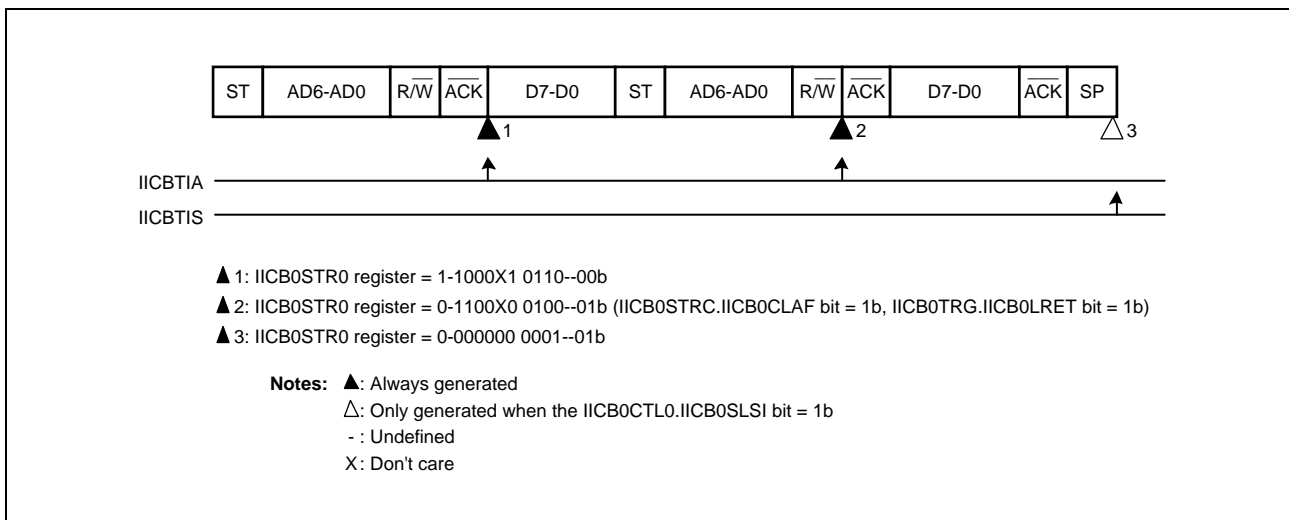 ST AD6-AD0 R/W ACK D7-D0 ST AD6-AD0 R/W ACK D7-D0 ACK SP
▲1 ▲2 △3
IICBTIA
IICBTIS
▲1: IICB0STR0 register = 1-1000X1 0110--00b
▲2: IICB0STR0 register = 0-1100X0 0100--01b (IICB0STRC.IICB0CLAF bit = 1b, IICB0TRG.IICB0LRET bit = 1b)
▲3: IICB0STR0 register = 0-000000 0001--01b
Notes: ▲: Always generated
△: Only generated when the IICB0CTL0.IICB0SLSI bit = 1b
- : Undefined
X: Don't care